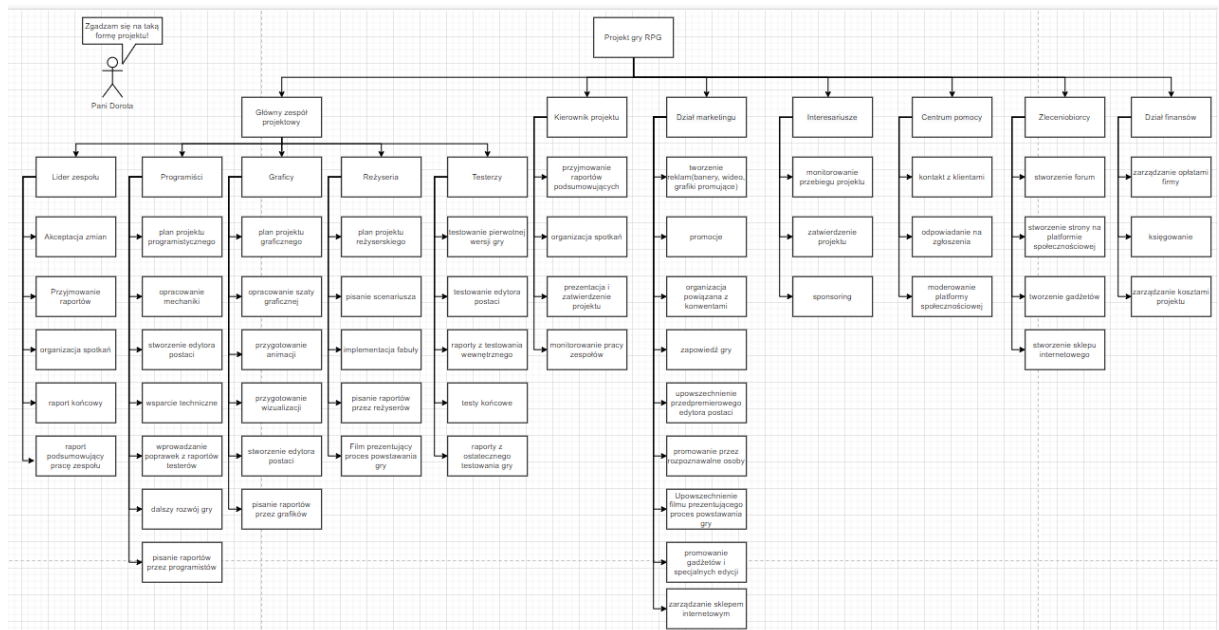 Zgadzam się na taką
formę projektu!
Pani Dorota
Projekt gry RPG
Główny zespół
projektowy
Kierownik projektu
Dział marketingu
Interesariusze
Centrum pomocy
Zleceniobiorcy
Dział finansów
Lider zespołu
Programiści
Graficy
Reżyseria
Testerzy
Akceptacja zmian
Przyjmowanie
raportów
organizacja spotkań
raport końcowy
raport
podsumowujący
pracę zespołu
plan projektu
programistycznego
opracowanie
mechaniki
stworzenie edytora
postaci
wsparcie techniczne
wprowadzanie
poprawek z raportów
testerów
dalszy rozwój gry
pisanie raportów
przez programistów
plan projektu
graficznego
opracowanie szaty
graficznej
przygotowanie
animacji
przygotowanie
wizualizacji
stworzenie edytora
postaci
pisanie raportów
przez grafików
plan projektu
reżyserskiego
pisanie scenariusza
implementacja fabuły
pisanie raportów
przez reżyserów
Film prezentujący
proces powstawania
gry
testowanie pierwotnej
wersji gry
testowanie edytora
postaci
raporty z testowania
wewnętrznego
testy końcowe
raporty z
ostatecznego
testowania gry
przyjmowanie
raportów
podsumowujących
organizacja spotkań
prezentacja i
zatwierdzenie
projektu
monitorowanie pracy
zespołów
tworzenie
reklam(banery, wideo,
grafiki promujące)
promocje
organizacja
powiązana z
konwentami
zapowiedź gry
upowszechnienie
przedpremierowego
edytora postaci
promowanie przez
rozpoznawalne osoby
Upowszechnienie
filmu prezentującego
proces powstawania
gry
promowanie
gadżetów i
specjalnych edycji
zarządzanie sklepem
internetowym
monitorowanie
przebiegu projektu
zatwierdzenie
projektu
sponsoring
kontakt z klientami
odpowiadanie na
zgłoszenia
moderowanie
platformy
społecznościowej
stworzenie forum
stworzenie strony na
platformie
społecznościowej
tworzenie gadżetów
stworzenie sklepu
internetowego
zarządzanie opłatami
firmy
księgowanie
zarządzanie kosztami
projektu